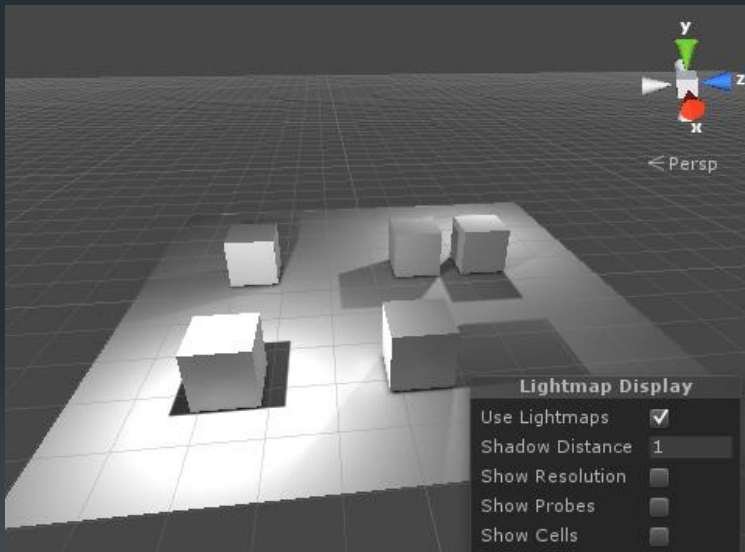 y
z
x
< Persp
Lightmap Display
Use Lightmaps
Shadow Distance 1
Show Resolution
Show Probes
Show Cells